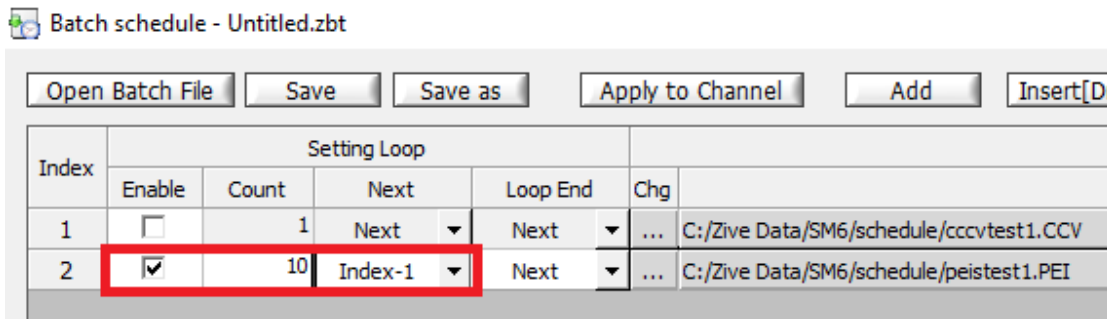 Batch schedule - Untitled.zbt
Open Batch File Save Save as Apply to Channel Add Insert[D
Setting Loop
Index
Enable Count Next Loop End Chg
1 1 Next Next ... C:/Zive Data/SM6/schedule/cccvtest1.CCV
2 10 Index-1 Next ... C:/Zive Data/SM6/schedule/peistest1.PEI